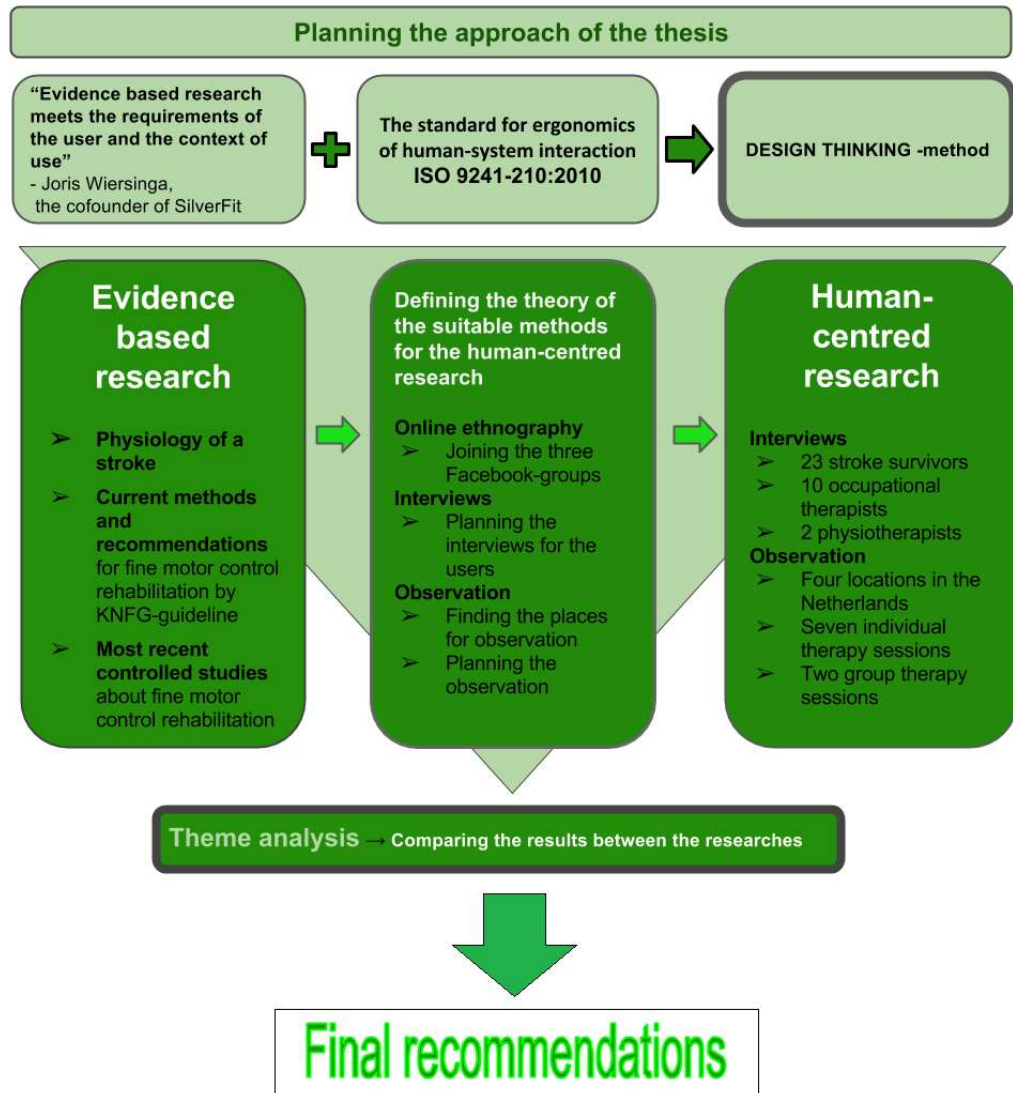 Planning the approach of the thesis
“Evidence based research
meets the requirements of
the user and the context of
use”
- Joris Wiersinga,
the cofounder of SilverFit
The standard for ergonomics
of human-system interaction
ISO 9241-210:2010
DESIGN THINKING -method
Evidence
based
research
➢ Physiology of a
stroke
➢ Current methods
and
recommendations
for fine motor control
rehabilitation by
KNFG-guideline
➢ Most recent
controlled studies
about fine motor
control rehabilitation
Defining the theory of
the suitable methods
for the human-centred
research
Online ethnography
➢ Joining the three
Facebook-groups
Interviews
➢ Planning the
interviews for the
users
Observation
➢ Finding the places
for observation
➢ Planning the
observation
Human-
centred
research
Interviews
➢ 23 stroke survivors
➢ 10 occupational
therapists
➢ 2 physiotherapists
Observation
➢ Four locations in the
Netherlands
➢ Seven individual
therapy sessions
➢ Two group therapy
sessions
Theme analysis → Comparing the results between the researches
Final recommendations